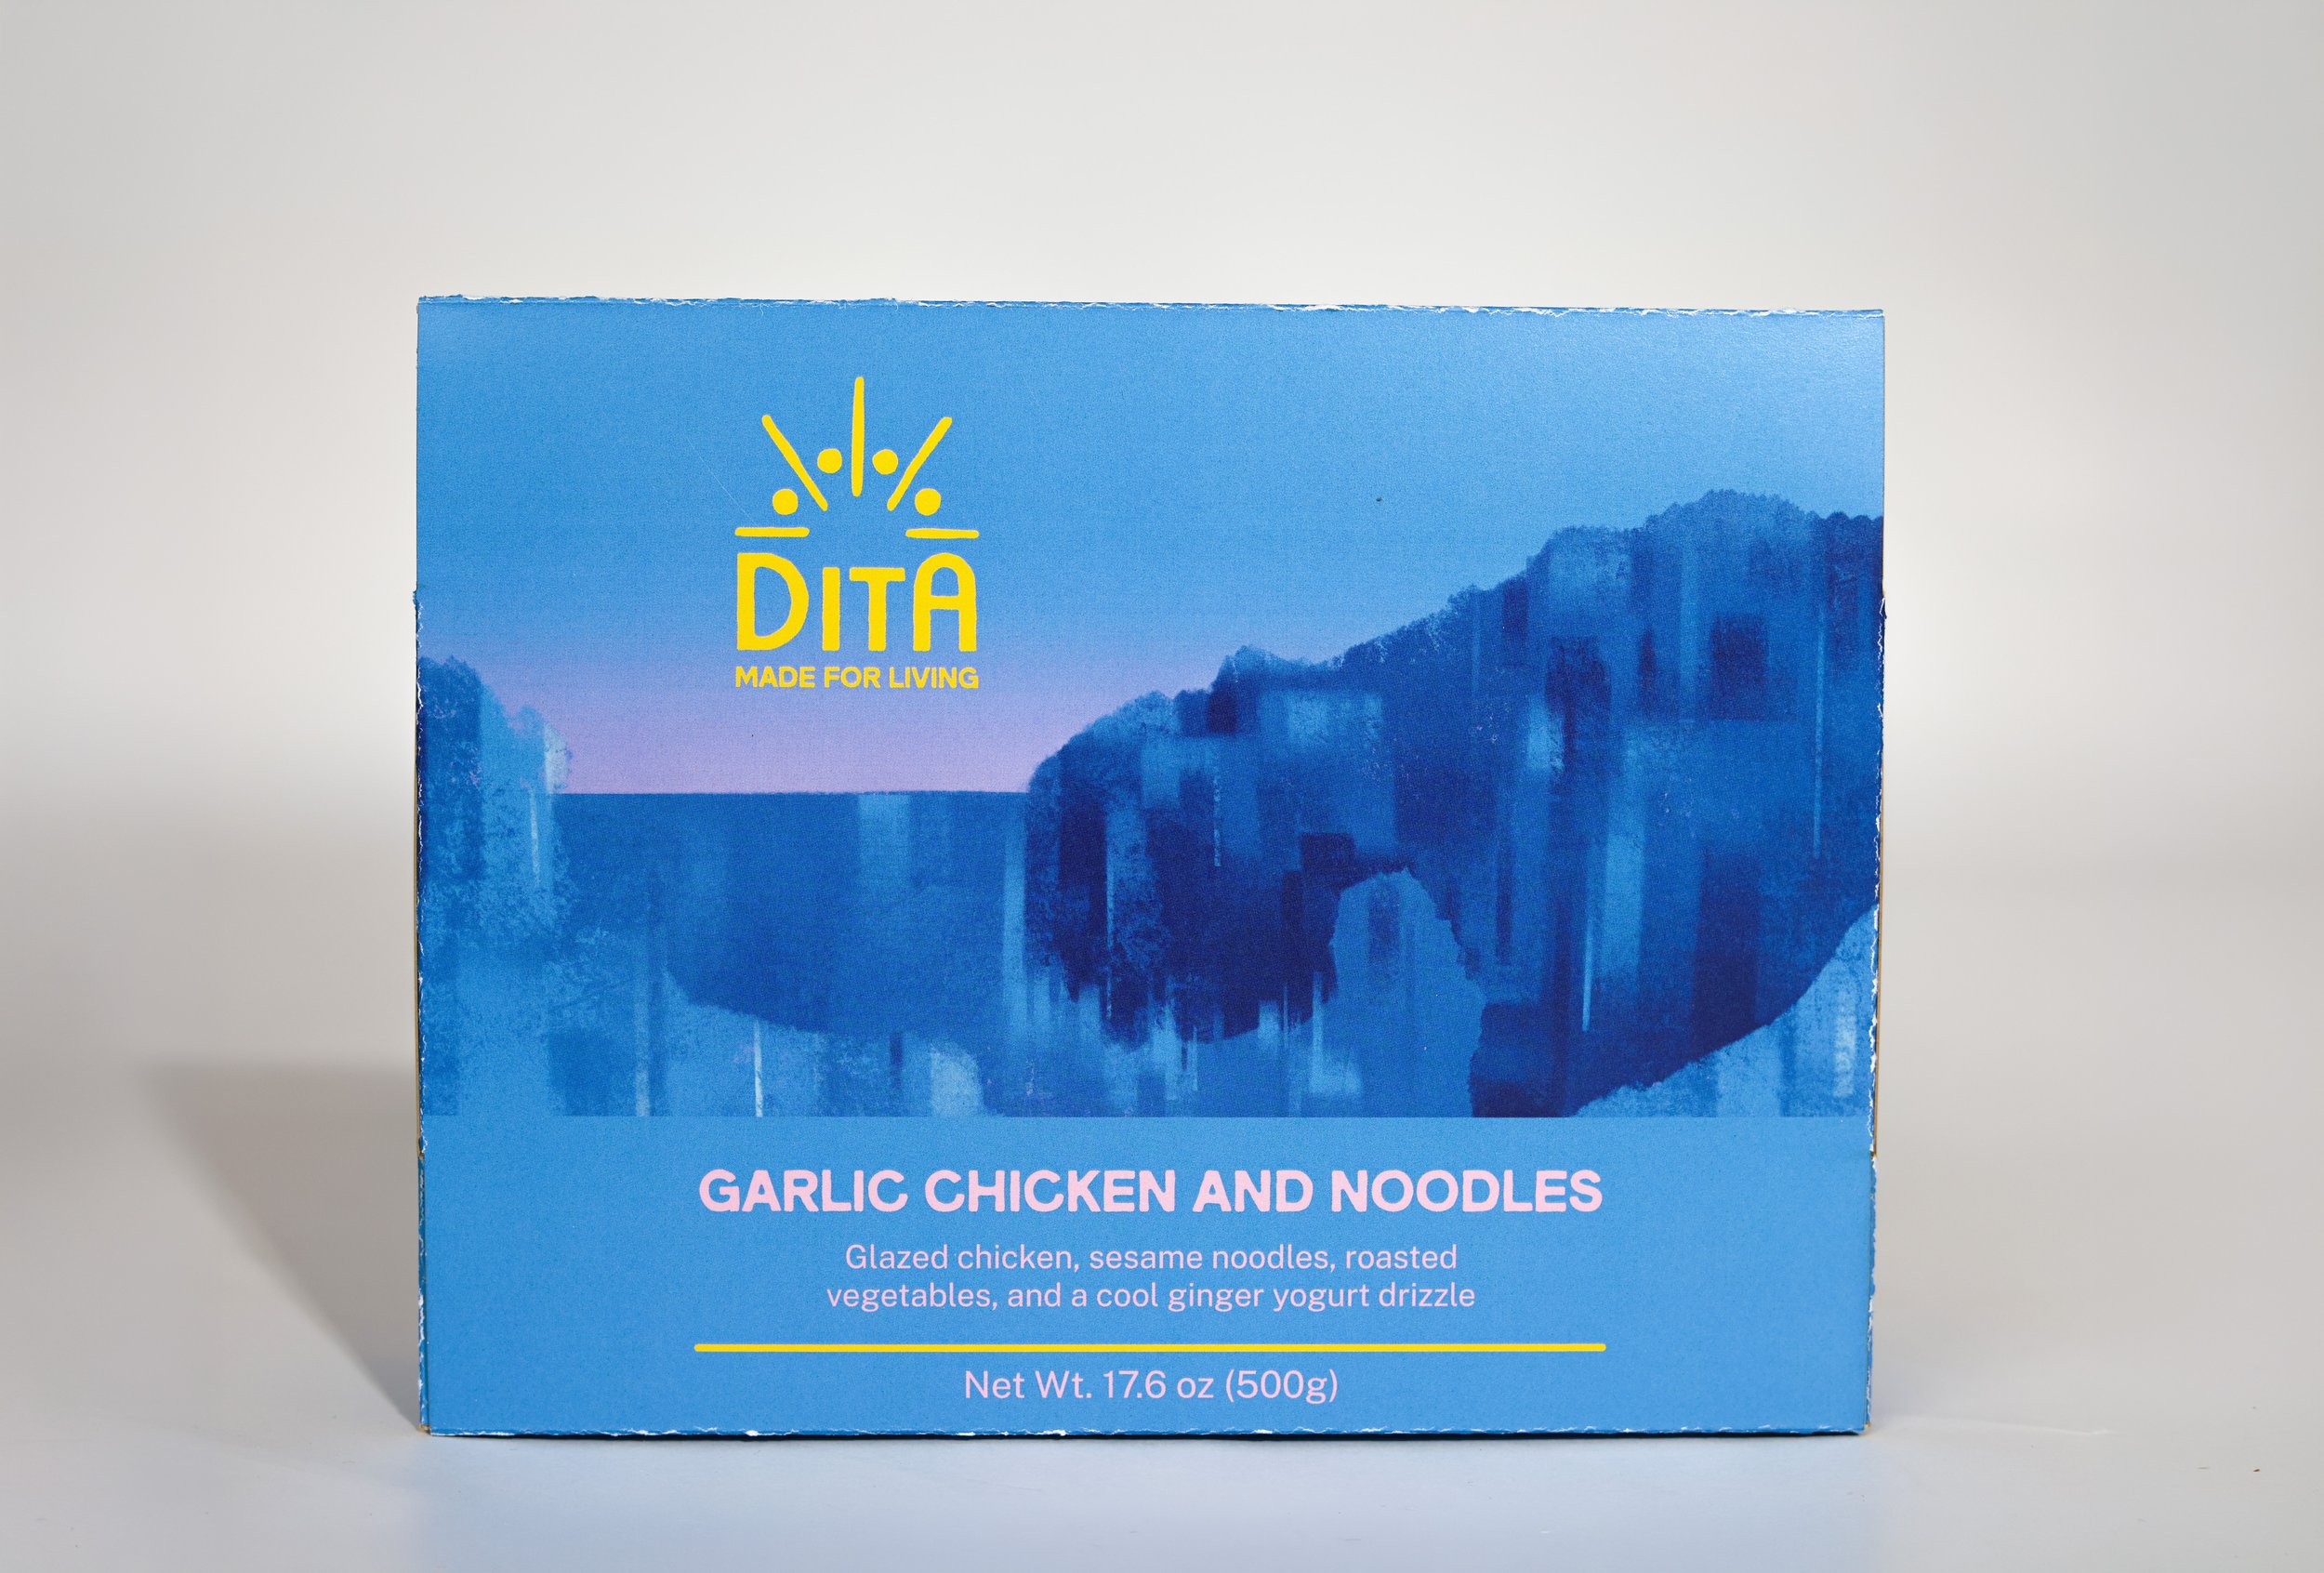 DITA
MADE FOR LIVING
GARLIC CHICKEN AND NOODLES
Glazed chicken, sesame noodles, roasted
vegetables, and a cool ginger yogurt drizzle
Net Wt. 17.6 oz (500g)